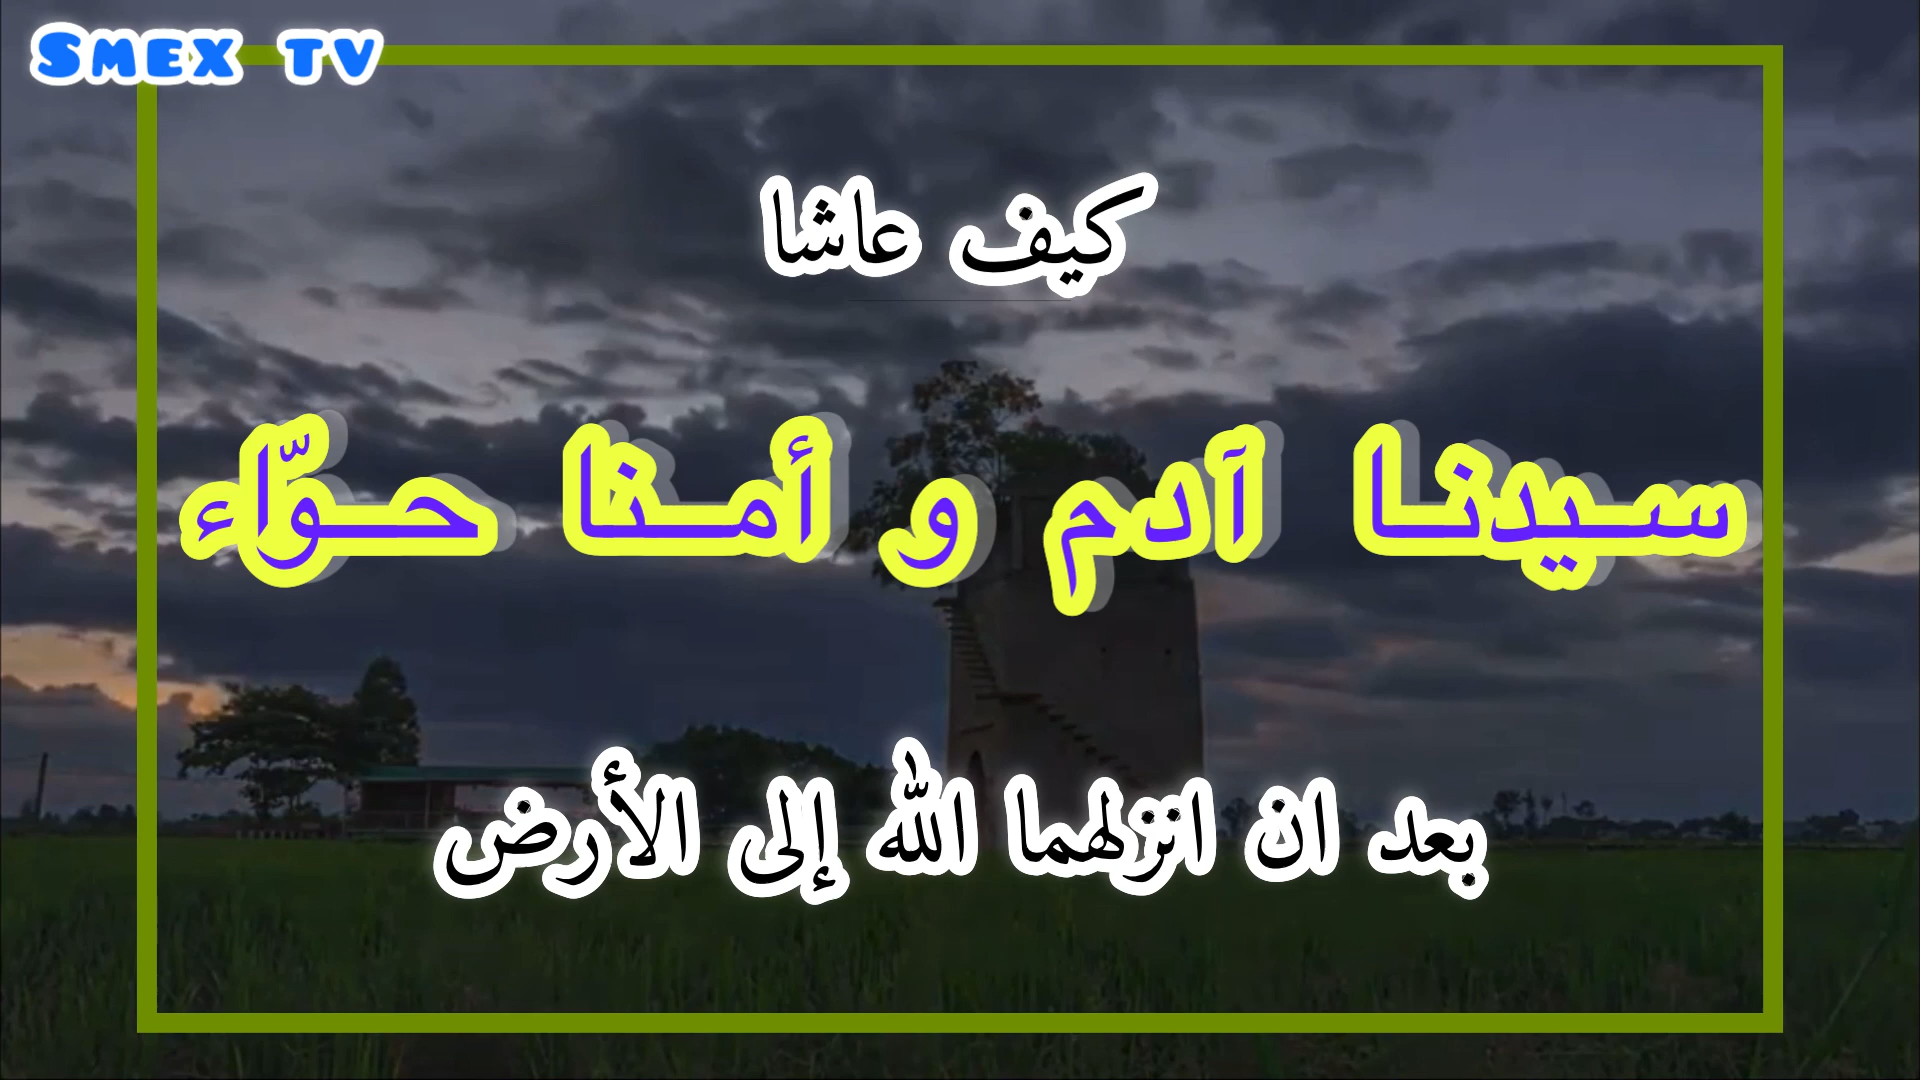 Smex tv
كيف عاشا
سيدنا آدم و أمنا حوّاء
بعد ان انزلهما الله إلى الأرض